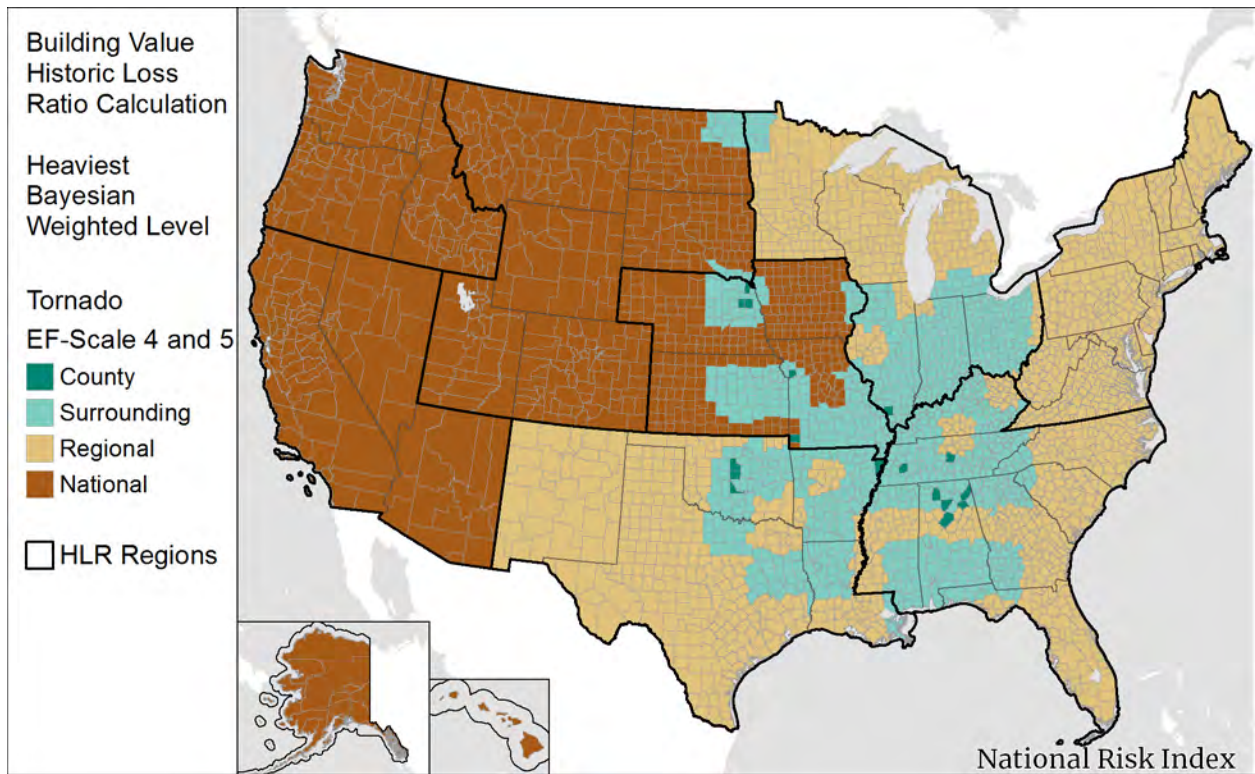 Building Value
Historic Loss
Ratio Calculation
Heaviest
Bayesian
Weighted Level
Tornado
EF-Scale 4 and 5
County
Surrounding
Regional
National
HLR Regions
National Risk Index